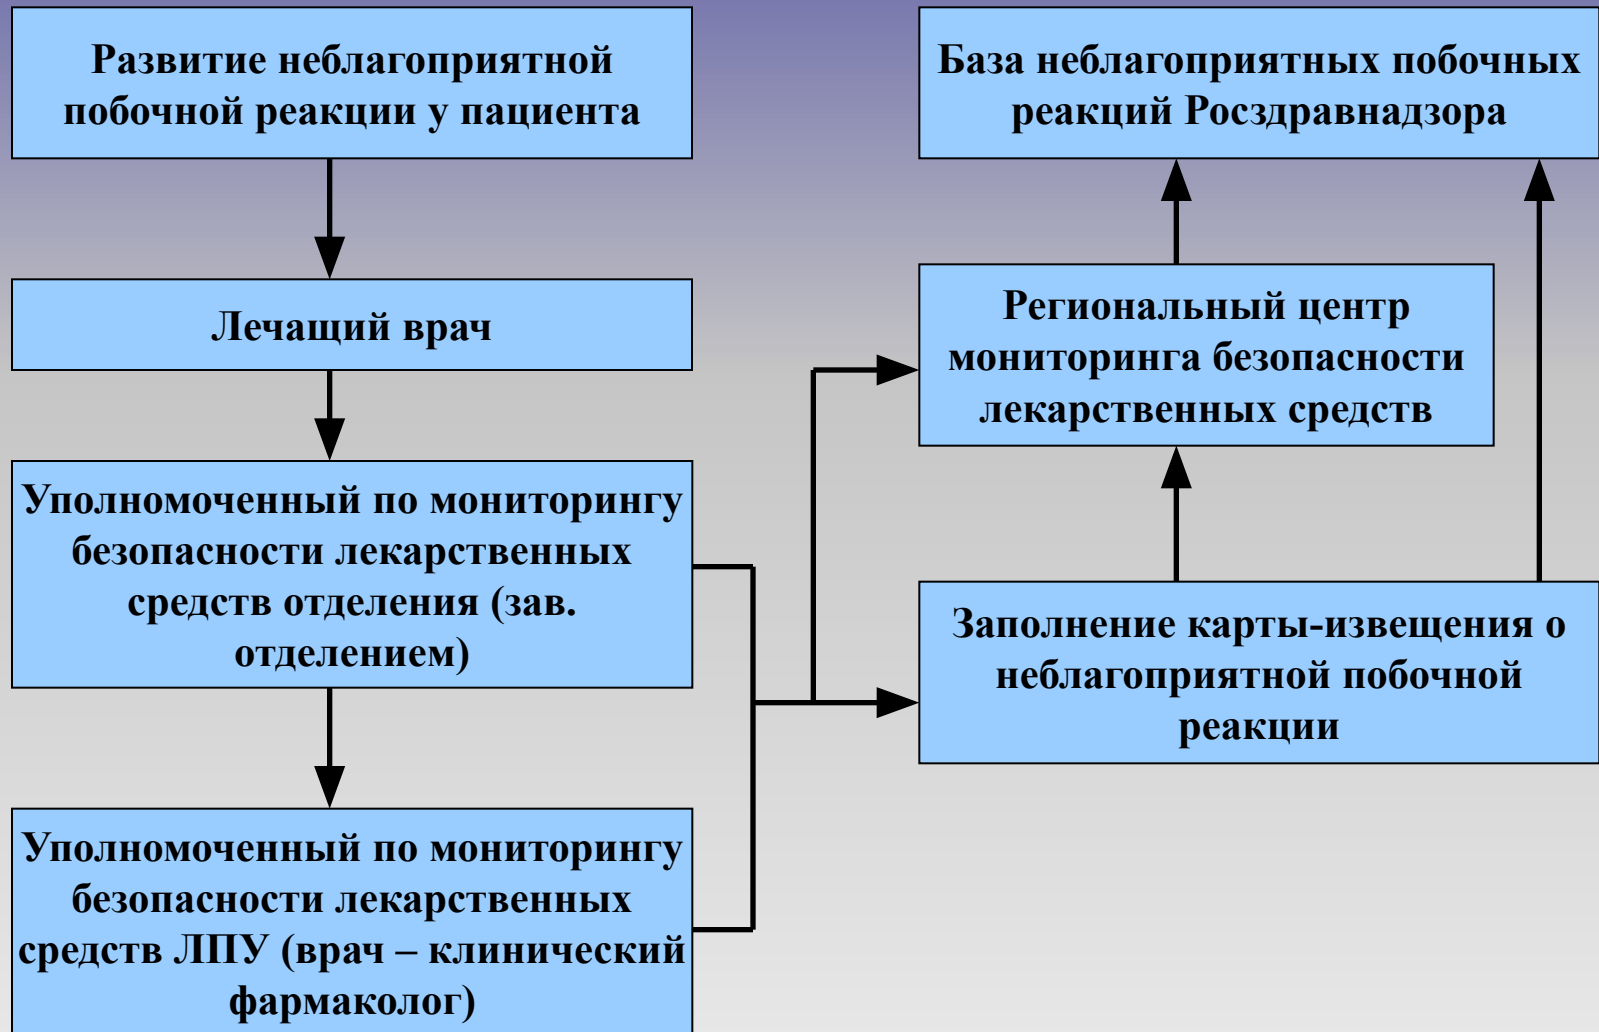 Развитие неблагоприятной
побочной реакции у пациента
Лечащий врач
Уполномоченный по мониторингу
безопасности лекарственных
средств отделения (зав.
отделением)
Уполномоченный по мониторингу
безопасности лекарственных
средств ЛПУ (врач – клинический
фармаколог)
База неблагоприятных побочных
реакций Росздравнадзора
Региональный центр
мониторинга безопасности
лекарственных средств
Заполнение карты-извещения о
неблагоприятной побочной
реакции